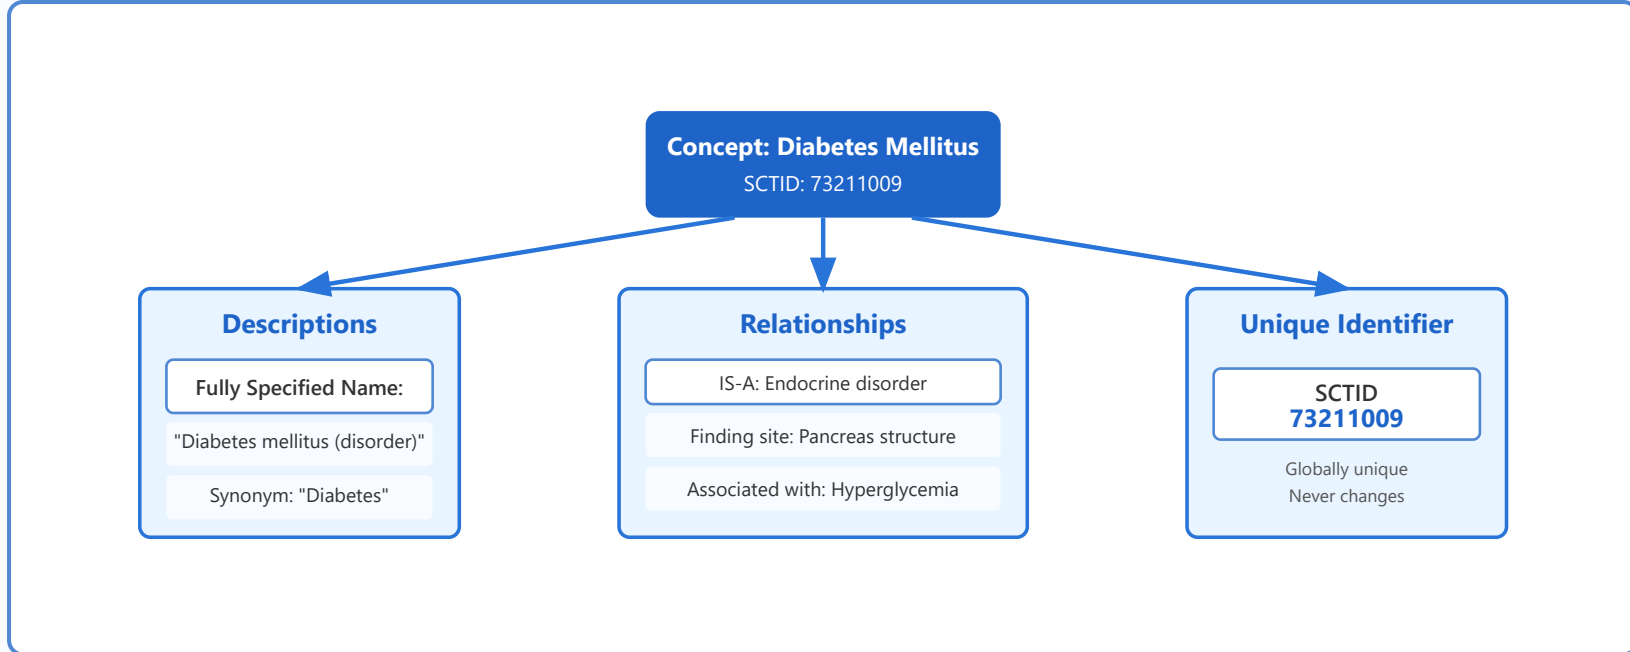 Concept: Diabetes Mellitus
SCTID: 73211009
Descriptions
Fully Specified Name:
"Diabetes mellitus (disorder)"
Synonym: "Diabetes"
Relationships
IS-A: Endocrine disorder
Finding site: Pancreas structure
Associated with: Hyperglycemia
Unique Identifier
SCTID
73211009
Globally unique
Never changes